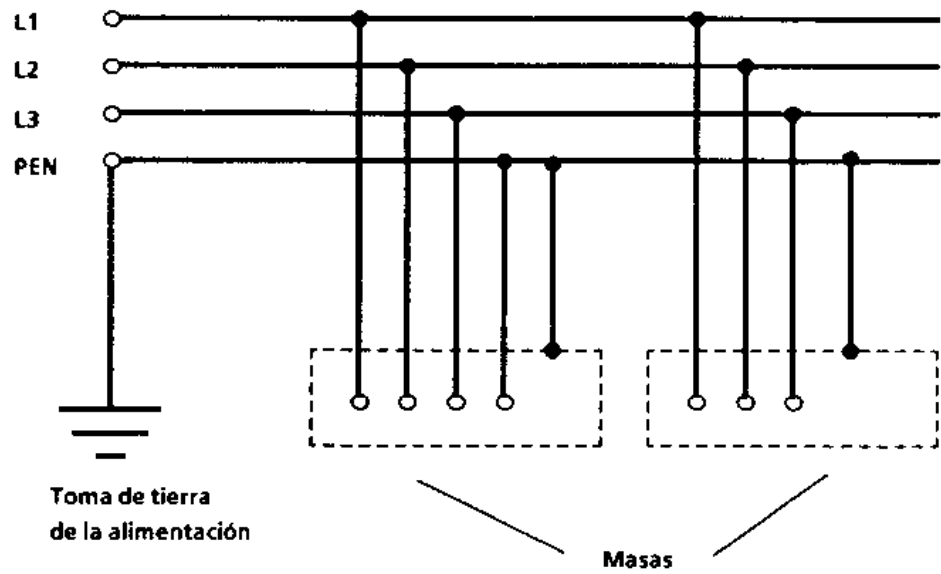 L1
L2
L3
PEN
Toma de tierra
de la alimentación
Masas